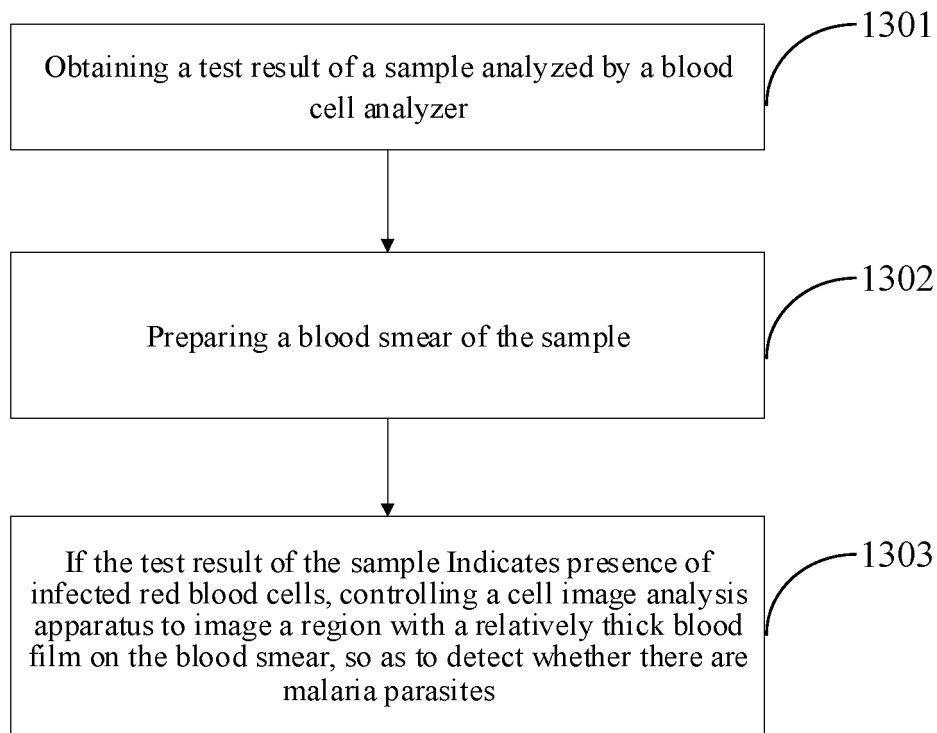 1301
Obtaining a test result of a sample analyzed by a blood
cell analyzer
1302
Preparing a blood smear of the sample
1303
If the test result of the sample Indicates presence of
infected red blood cells, controlling a cell image analysis
apparatus to image a region with a relatively thick blood
film on the blood smear, so as to detect whether there are
malaria parasites